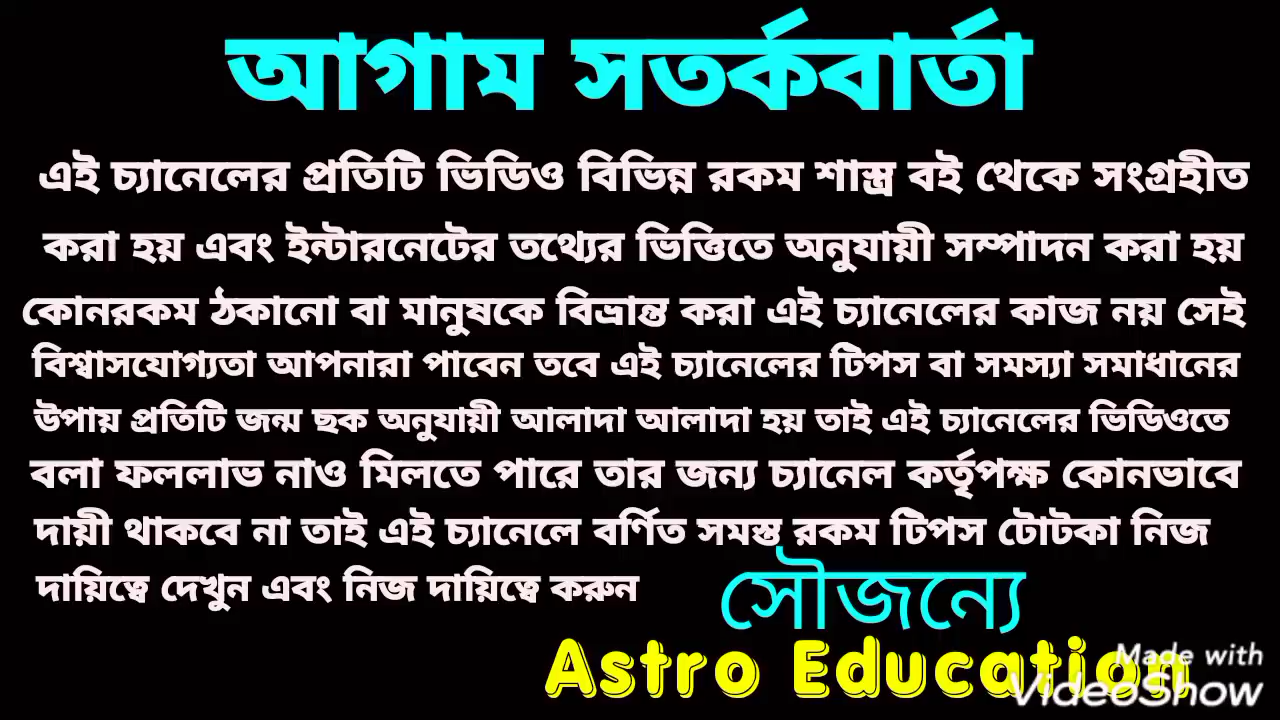 আগাম সতর্কবার্তা
এই চ্যানেলের প্রতিটি ভিডিও বিভিন্ন রকম শাস্ত্র বই থেকে সংগ্রহীত
করা হয় এবং ইন্টারনেটের তথ্যের ভিত্তিতে অনুযায়ী সম্পাদন করা হয়
কোনরকম ঠকানো বা মানুষকে বিভ্রান্ত করা এই চ্যানেলের কাজ নয় সেই
বিশ্বাসযোগ্যতা আপনারা পাবেন তবে এই চ্যানেলের টিপস বা সমস্যা সমাধানের
উপায় প্রতিটি জন্ম ছক অনুযায়ী আলাদা আলাদা হয় তাই এই চ্যানেলের ভিডিওতে
বলা ফললাভ নাও মিলতে পারে তার জন্য চ্যানেল কর্তৃপক্ষ কোনভাবে
দায়ী থাকবে না তাই এই চ্যানেলে বর্ণিত সমস্ত রকম টিপস টোটকা নিজ
দায়িত্বে দেখুন এবং নিজ দায়িত্বে করুন
সৌজন্যে
Astro Education
Made with
VideoShow